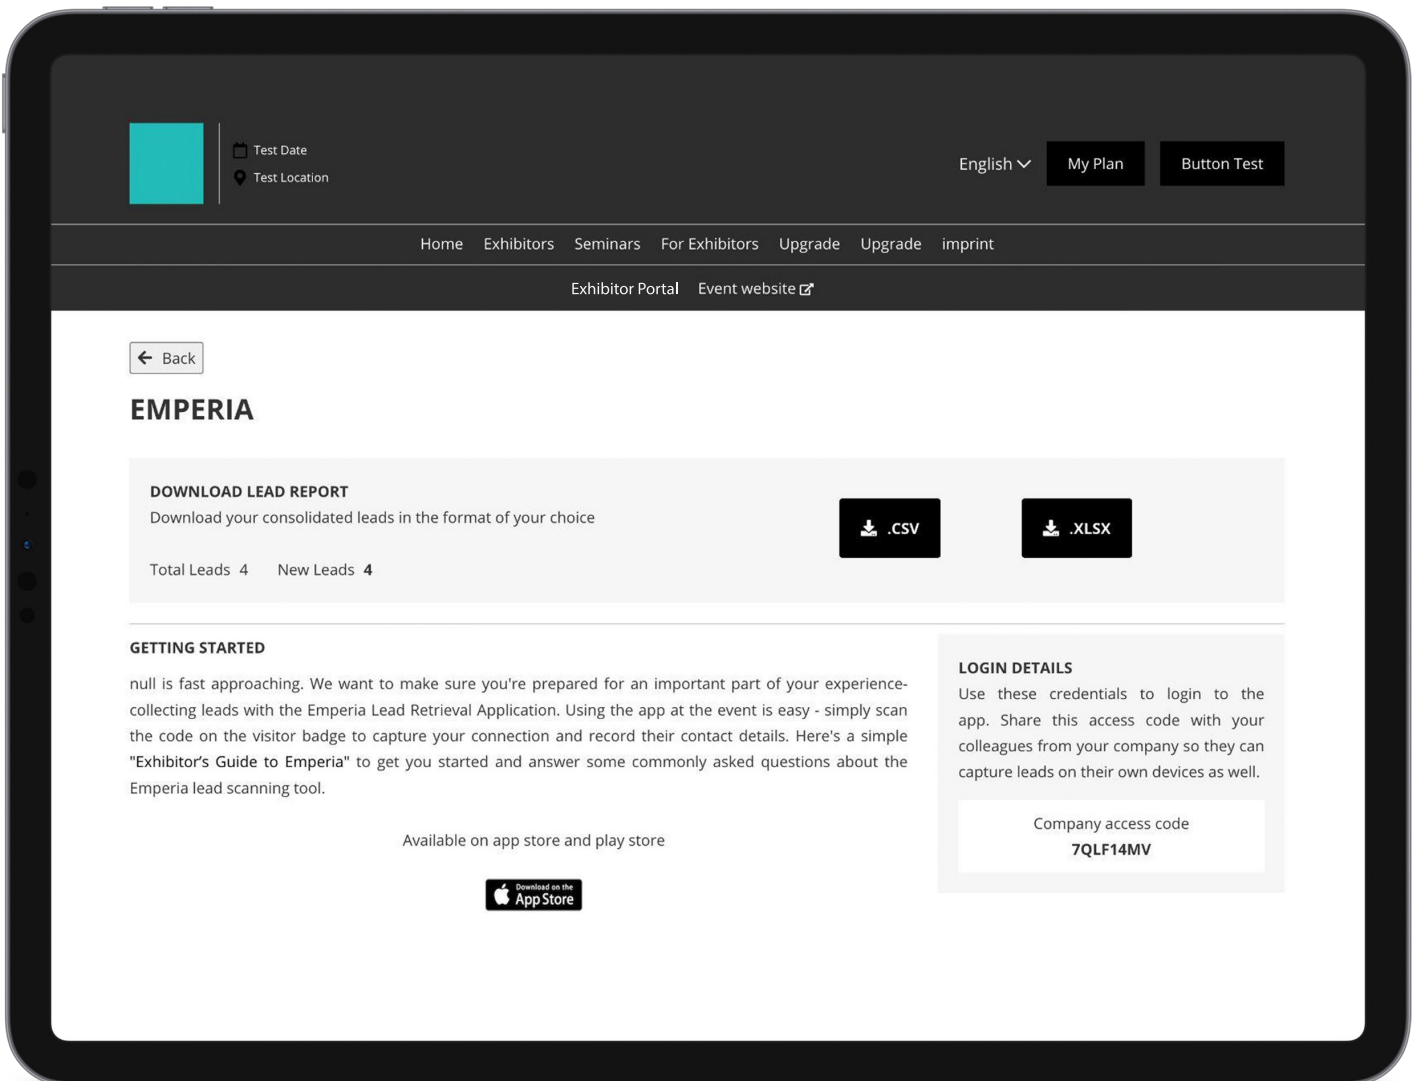 Test Date
Test Location
English
My Plan
Button Test
Home Exhibitors Seminars For Exhibitors Upgrade Upgrade imprint
Exhibitor Portal Event website
Back
EMPERIA
DOWNLOAD LEAD REPORT
Download your consolidated leads in the format of your choice
.CSV
.XLSX
Total Leads 4 New Leads 4
GETTING STARTED
null is fast approaching. We want to make sure you're prepared for an important part of your experience-
collecting leads with the Emperia Lead Retrieval Application. Using the app at the event is easy - simply scan
the code on the visitor badge to capture your connection and record their contact details. Here's a simple
"Exhibitor’s Guide to Emperia" to get you started and answer some commonly asked questions about the
Emperia lead scanning tool.
Available on app store and play store
Download on the
App Store
LOGIN DETAILS
Use these credentials to login to the
app. Share this access code with your
colleagues from your company so they can
capture leads on their own devices as well.
Company access code
7QLF14MV